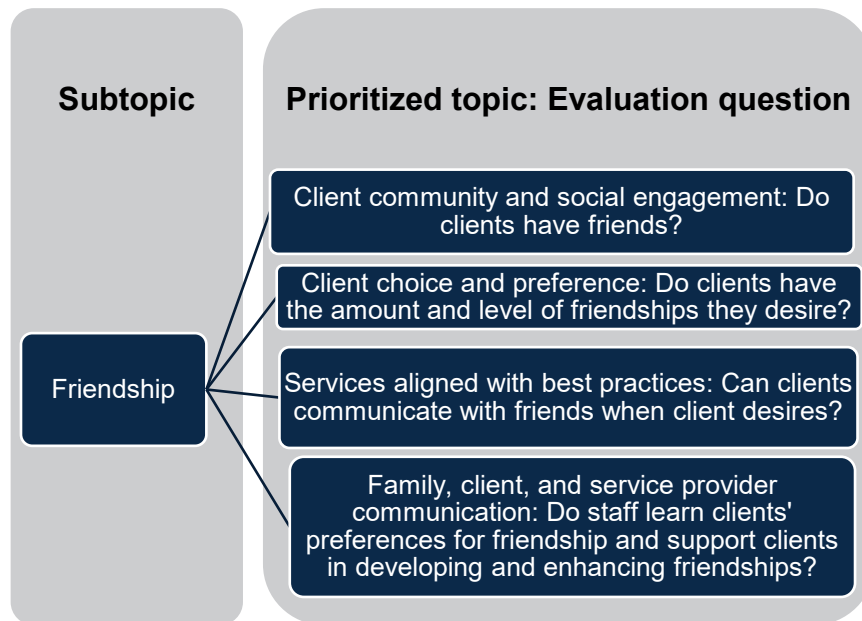 Subtopic
Prioritized topic: Evaluation question
Client community and social engagement: Do
clients have friends?
Client choice and preference: Do clients have
the amount and level of friendships they desire?
Friendship
Services aligned with best practices: Can clients
communicate with friends when client desires?
Family, client, and service provider
communication: Do staff learn clients'
preferences for friendship and support clients
in developing and enhancing friendships?